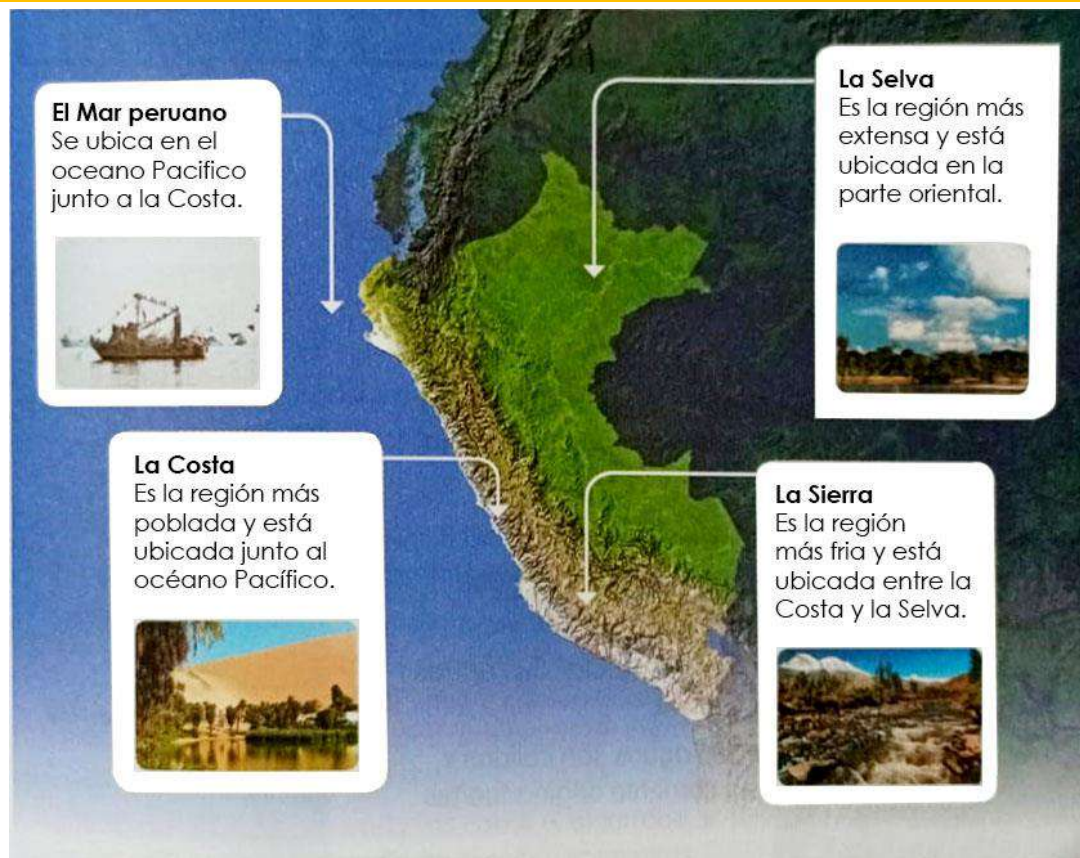 El Mar peruano
Se ubica en el
oceano Pacífico
junto a la Costa.
La Selva
Es la región más
extensa y está
ubicada en la
parte oriental.
La Costa
Es la región más
poblada y está
ubicada junto al
océano Pacífico.
La Sierra
Es la región
más fria y está
ubicada entre la
Costa y la Selva.